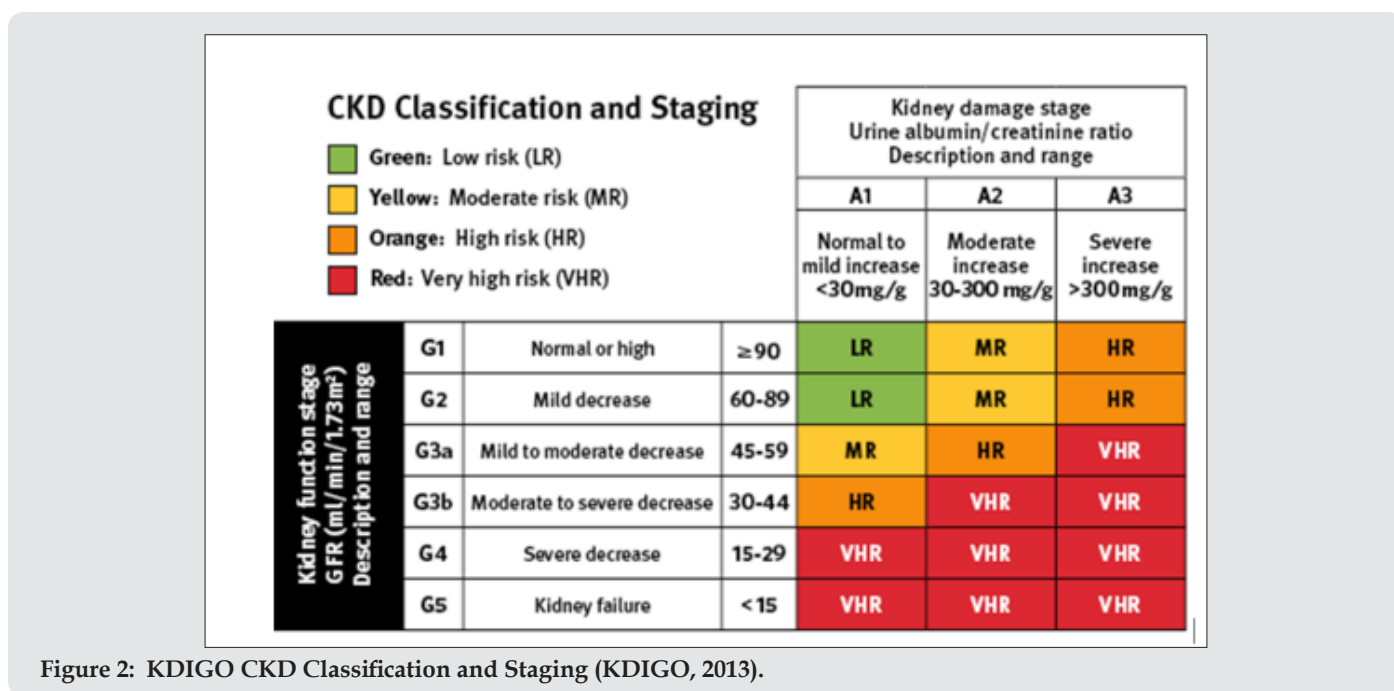 CKD Classification and Staging
Green: Low risk (LR)
Yellow: Moderate risk (MR)
Orange: High risk (HR)
Red: Very high risk (VHR)
Kidney damage stage
Urine albumin/creatinine ratio
Description and range
A1 A2 A3
Normal to mild increase <30mg/g
Moderate increase 30-300 mg/g
Severe increase >300mg/g
Kidney function stage
GFR (ml/min/1.73m²)
Description and range
G1 Normal or high ≥90 LR MR HR
G2 Mild decrease 60-89 LR MR HR
G3a Mild to moderate decrease 45-59 MR HR VHR
G3b Moderate to severe decrease 30-44 HR VHR VHR
G4 Severe decrease 15-29 VHR VHR VHR
G5 Kidney failure <15 VHR VHR VHR
Figure 2: KDIGO CKD Classification and Staging (KDIGO, 2013).